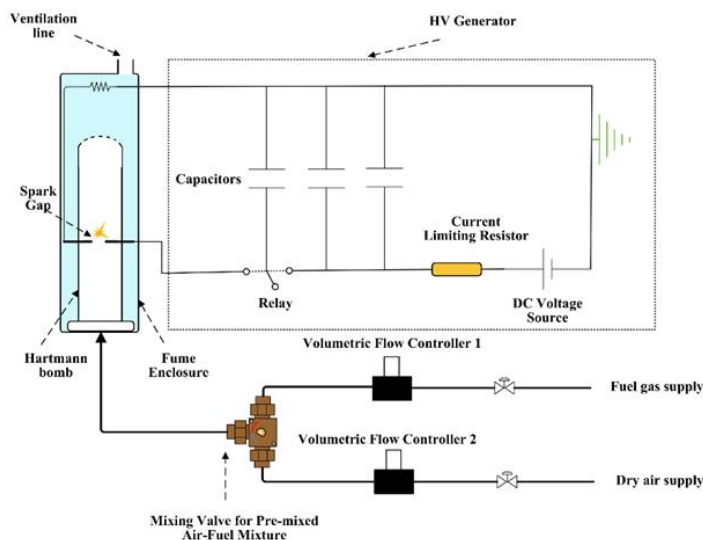 Ventilation
line
HV Generator
Capacitors
Spark
Gap
Current
Limiting Resistor
Relay
DC Voltage
Source
Hartmann
bomb
Fume
Enclosure
Volumetric Flow Controller 1
Fuel gas supply
Volumetric Flow Controller 2
Dry air supply
Mixing Valve for Pre-mixed
Air-Fuel Mixture